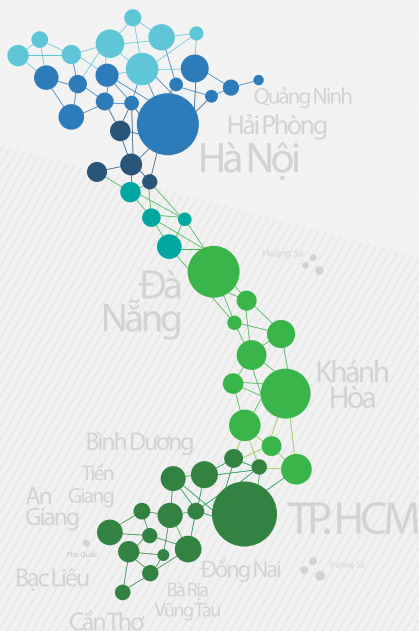 Quảng Ninh
Hải Phòng
Hà Nội
Hoàng Sa
Đà
Nẵng
Khánh
Hòa
Bình Dương
Tiền
Giang
An
Giang
TP. HCM
Phú Quốc
Đồng Nai
Trường Sa
Bạc Liêu
Bà Rịa
Vũng Tàu
Cần Thơ